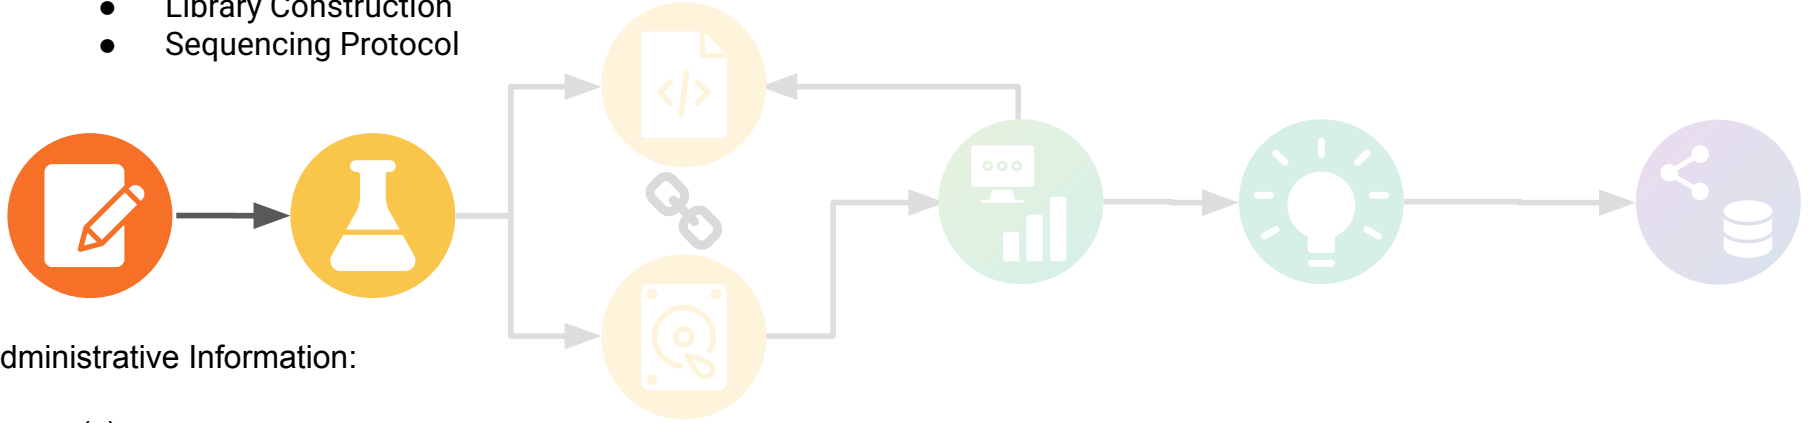 ● Library Construction
● Sequencing Protocol
</>
dministrative Information: